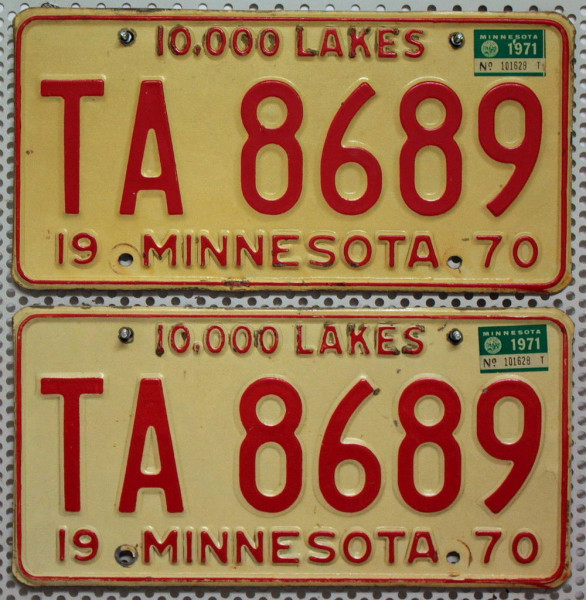 10.000 LAKES
MINNESOTA
1971
Nº 101628 T
TA 8689
19 MINNESOTA 70
10.000 LAKES
MINNESOTA
1971
Nº 101628 T
TA 8689
19 MINNESOTA 70